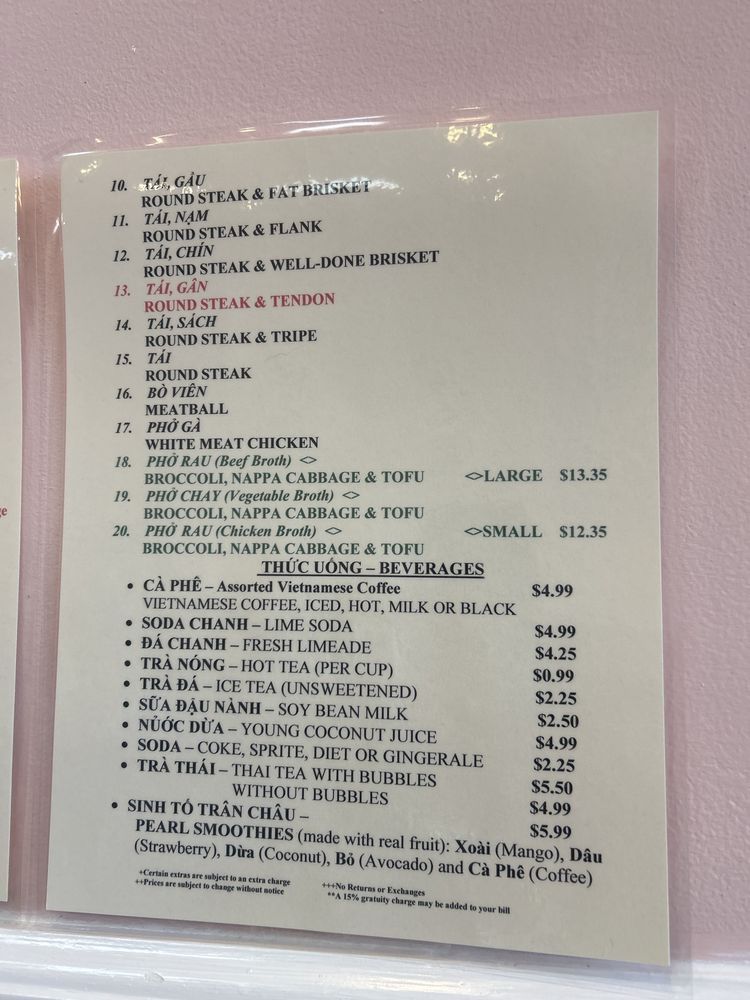 10. TÁI, GẦU
ROUND STEAK & FAT BRISKET
11. TÁI, NẠM
ROUND STEAK & FLANK
12. TÁI, CHÍN
ROUND STEAK & WELL-DONE BRISKET
13. TÁI, GÂN
ROUND STEAK & TENDON
14. TÁI, SÁCH
ROUND STEAK & TRIPE
15. TÁI
ROUND STEAK
16. BÒ VIÊN
MEATBALL
17. PHỞ GÀ
WHITE MEAT CHICKEN
18. PHỞ RAU (Beef Broth) <>
BROCCOLI, NAPPA CABBAGE & TOFU <>LARGE $13.35
19. PHỞ CHAY (Vegetable Broth) <>
BROCCOLI, NAPPA CABBAGE & TOFU
20. PHỞ RAU (Chicken Broth) <> <>SMALL $12.35
BROCCOLI, NAPPA CABBAGE & TOFU
THỨC UỐNG – BEVERAGES
• CÀ PHÊ – Assorted Vietnamese Coffee $4.99
VIETNAMESE COFFEE, ICED, HOT, MILK OR BLACK
• SODA CHANH – LIME SODA $4.99
• ĐÁ CHANH – FRESH LIMEADE $4.25
• TRÀ NÓNG – HOT TEA (PER CUP) $0.99
• TRÀ ĐÁ – ICE TEA (UNSWEETENED) $2.25
• SỮA ĐẬU NÀNH – SOY BEAN MILK $2.50
• NƯỚC DỪA – YOUNG COCONUT JUICE $4.99
• SODA – COKE, SPRITE, DIET OR GINGERALE $2.25
• TRÀ THÁI – THAI TEA WITH BUBBLES $5.50
WITHOUT BUBBLES $4.99
• SINH TỐ TRÂN CHÂU – $5.99
PEARL SMOOTHIES (made with real fruit): Xoài (Mango), Dâu
(Strawberry), Dừa (Coconut), Bỏ (Avocado) and Cà Phê (Coffee)
+Certain extras are subject to an extra charge
++Prices are subject to change without notice
+++No Returns or Exchanges
**A 15% gratuity charge may be added to your bill